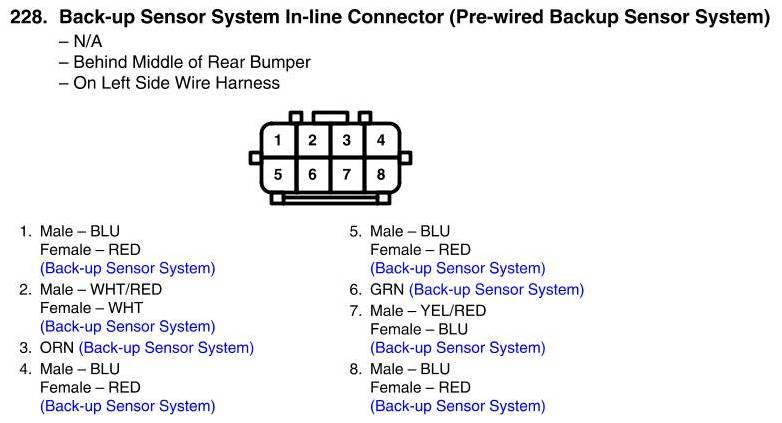 228. Back-up Sensor System In-line Connector (Pre-wired Backup Sensor System)
– N/A
– Behind Middle of Rear Bumper
– On Left Side Wire Harness
1 2 3 4
5 6 7 8
1. Male – BLU
Female – RED
(Back-up Sensor System)
2. Male – WHT/RED
Female – WHT
(Back-up Sensor System)
3. ORN (Back-up Sensor System)
4. Male – BLU
Female – RED
(Back-up Sensor System)
5. Male – BLU
Female – RED
(Back-up Sensor System)
6. GRN (Back-up Sensor System)
7. Male – YEL/RED
Female – BLU
(Back-up Sensor System)
8. Male – BLU
Female – RED
(Back-up Sensor System)